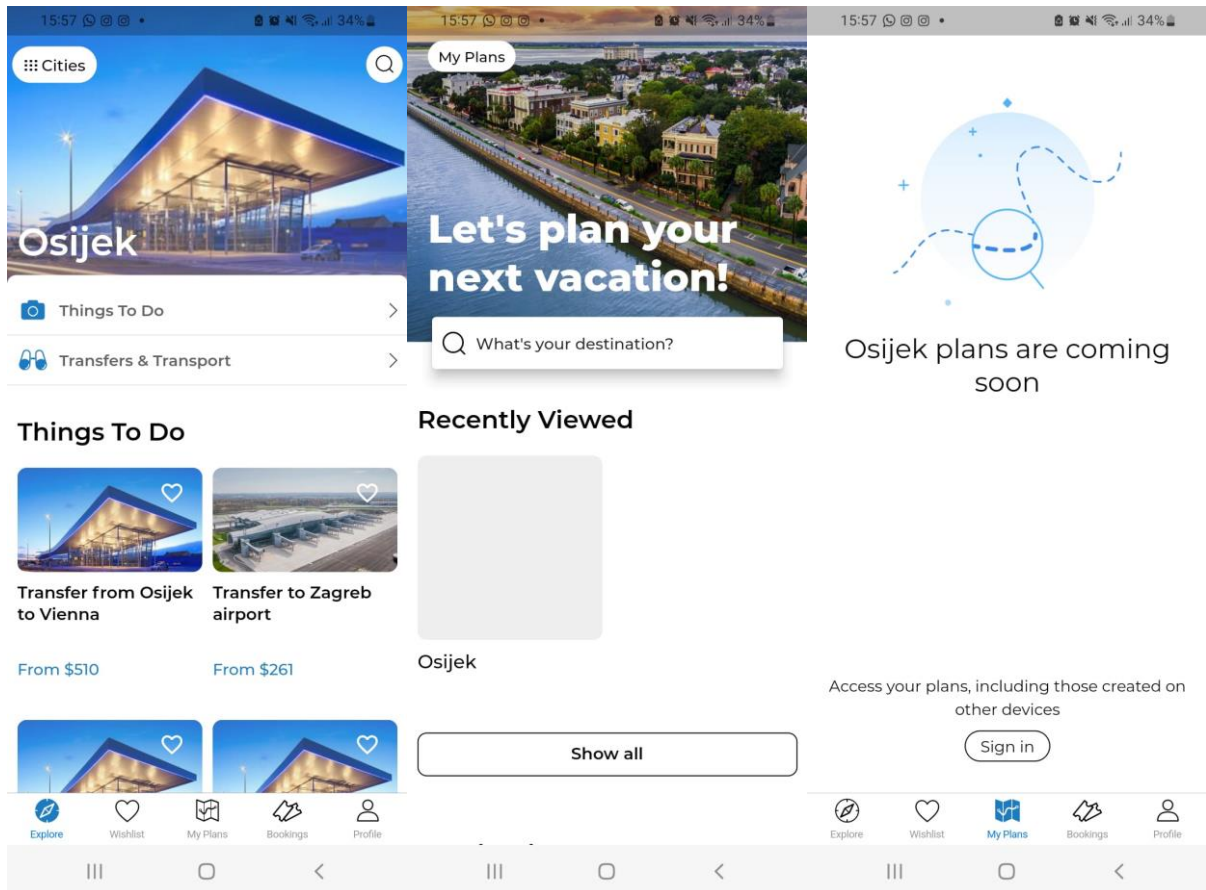 15:57
34%
Cities
Osijek
Things To Do
Transfers & Transport
Things To Do
Transfer from Osijek
to Vienna
From $510
Transfer to Zagreb
airport
From $261
Explore
Wishlist
My Plans
Bookings
Profile
15:57
34%
My Plans
Let's plan your
next vacation!
What's your destination?
Recently Viewed
Osijek
Show all
15:57
34%
Osijek plans are coming
soon
Access your plans, including those created on
other devices
Sign in
Explore
Wishlist
My Plans
Bookings
Profile